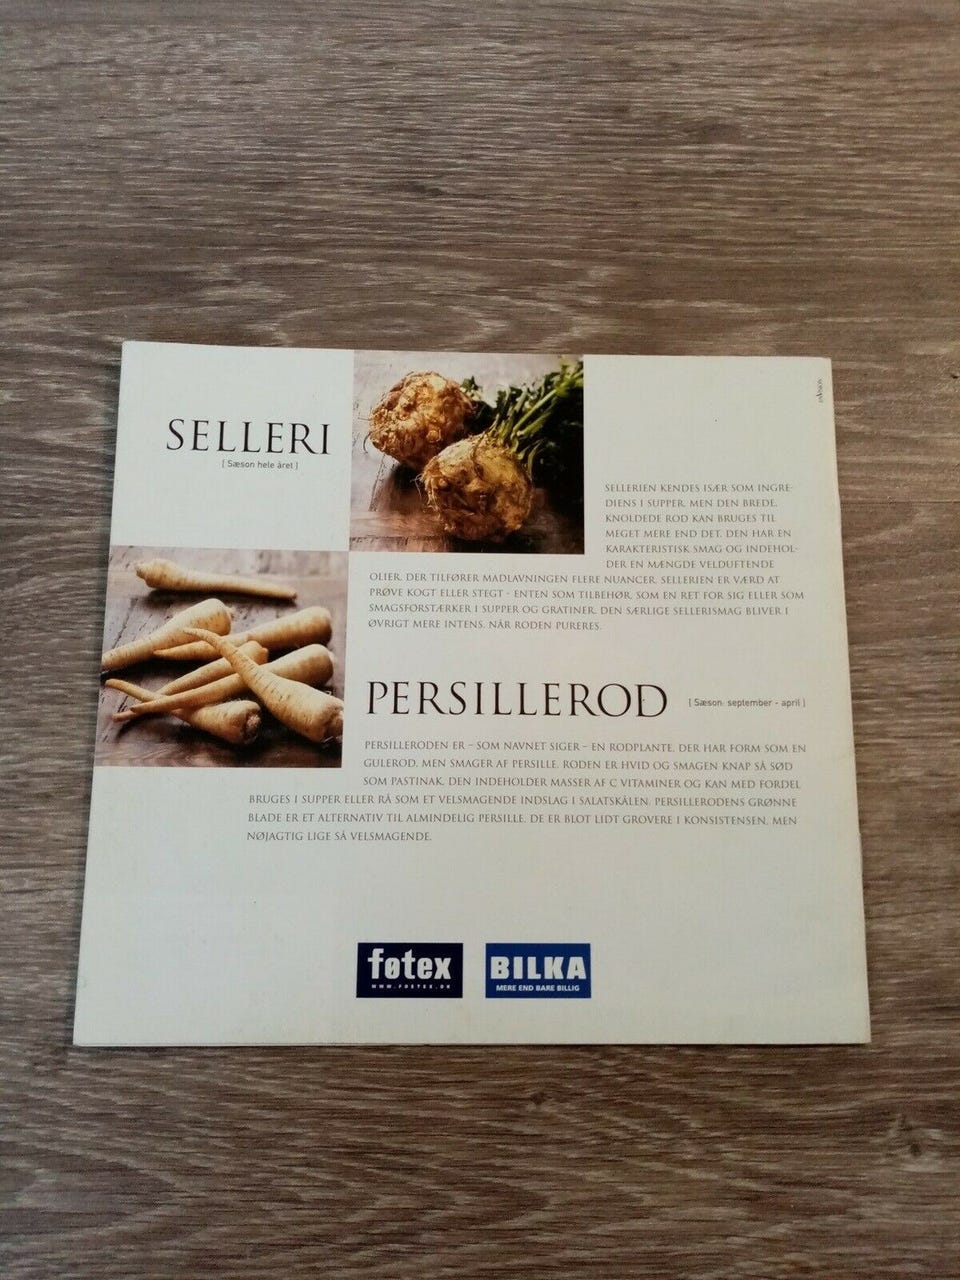 SELLERI
[ Sæson hele året ]
SELLERIEN KENDES ISÆR SOM INGRE-
DIENS I SUPPER, MEN DEN BREDE,
KNOLDEDE ROD KAN BRUGES TIL
MEGET MERE END DET. DEN HAR EN
KARAKTERISTISK SMAG OG INDEHOL-
DER EN MÆNGDE VELDUFTENDE
OLIER, DER TILFØRER MADLAVNINGEN FLERE NUANCER. SELLERIEN ER VÆRD AT
PRØVE KOGT ELLER STEGT - ENTEN SOM TILBEHØR, SOM EN RET FOR SIG ELLER SOM
SMAGSFORSTÆRKER I SUPPER OG GRATINER. DEN SÆRLIGE SELLERISMAG BLIVER I
ØVRIGT MERE INTENS, NÅR RODEN PURERES.
PERSILLEROD
[ Sæson: september - april ]
PERSILLERODEN ER – SOM NAVNET SIGER – EN RODPLANTE, DER HAR FORM SOM EN
GULEROD, MEN SMAGER AF PERSILLE. RODEN ER HVID OG SMAGEN KNAP SÅ SØD
SOM PASTINAK. DEN INDEHOLDER MASSER AF C VITAMINER OG KAN MED FORDEL
BRUGES I SUPPER ELLER RÅ SOM ET VELSMAGENDE INDSLAG I SALATSKÅLEN. PERSILLERODENS GRØNNE
BLADE ER ET ALTERNATIV TIL ALMINDELIG PERSILLE. DE ER BLOT LIDT GROVERE I KONSISTENSEN, MEN
NØJAGTIG LIGE SÅ VELSMAGENDE.
føtex
WWW.FOETEX.DK
BILKA
MERE END BARE BILLIG